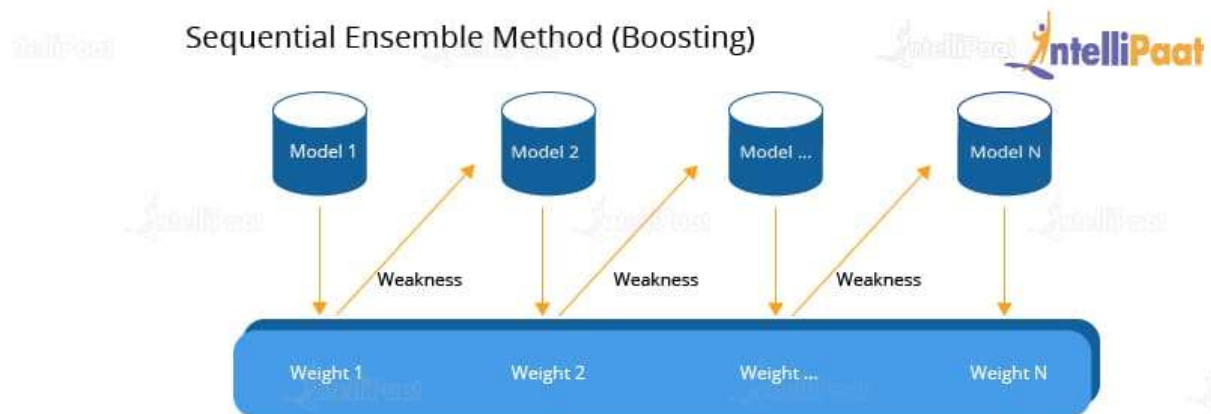 Sequential Ensemble Method (Boosting)
IntelliPaat
Model 1
Model 2
Model ...
Model N
Weakness
Weakness
Weakness
Weight 1
Weight 2
Weight ...
Weight N